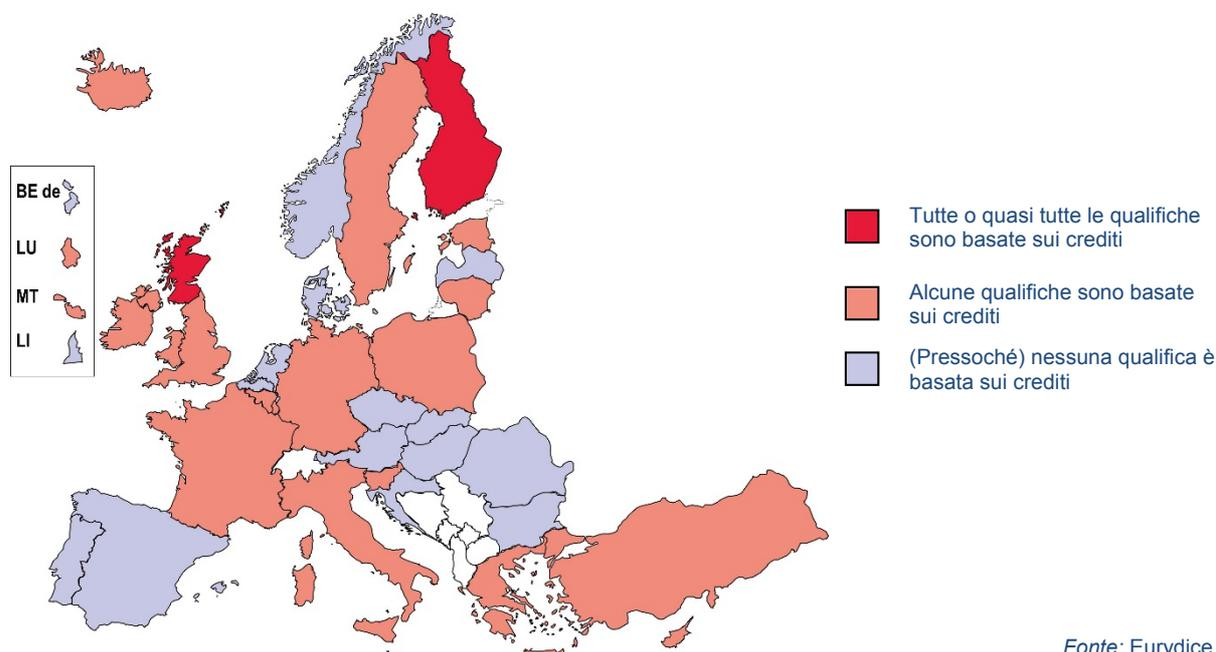 BE de
LU
MT
LI
Tutte o quasi tutte le qualifiche
sono basate sui crediti
Alcune qualifiche sono basate
sui crediti
(Pressoché) nessuna qualifica è
basata sui crediti
Fonte: Eurydice